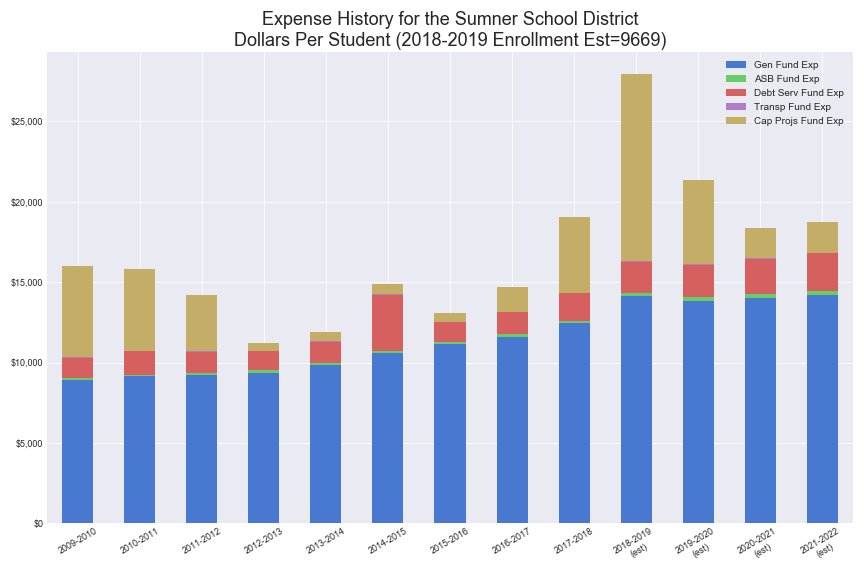 Expense History for the Sumner School District
Dollars Per Student (2018-2019 Enrollment Est=9669)
Gen Fund Exp
ASB Fund Exp
Debt Serv Fund Exp
Transp Fund Exp
Cap Projs Fund Exp
$25,000
$20,000
$15,000
$10,000
$5,000
$0
2009-2010
2010-2011
2011-2012
2012-2013
2013-2014
2014-2015
2015-2016
2016-2017
2017-2018
2018-2019
(est)
2019-2020
(est)
2020-2021
(est)
2021-2022
(est)